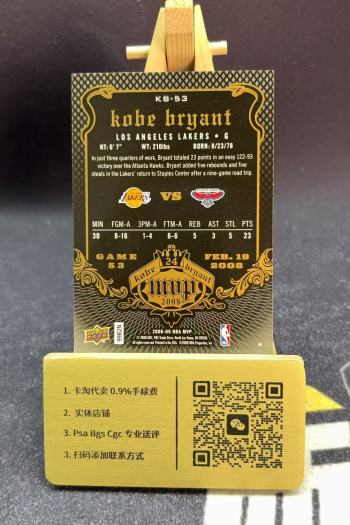 KB-53
kobe bryant
LOS ANGELES LAKERS • G
HT: 6' 7" WT: 210lbs BORN: 8/23/78
In just three quarters of work, Bryant totaled 23 points in an easy 122-93
victory over the Atlanta Hawks. Bryant added five rebounds and five
steals in the Lakers' return to Staples Center after a nine-game road trip.
LAKERS VS HAWKS
MIN FGM-A 3PM-A FTM-A REB AST STL PTS
30 8-16 1-4 6-6 5 3 5 23
GAME 53
FEB. 19 2008
24
kobe bryant
mvp
2008
2008-09 NBA MVP
UPPER DECK
NBA
1. 卡淘代卖 0.9%手续费
2. 实体店铺
3. Psa Bgs Cgc 专业送评
3. 扫码添加联系方式